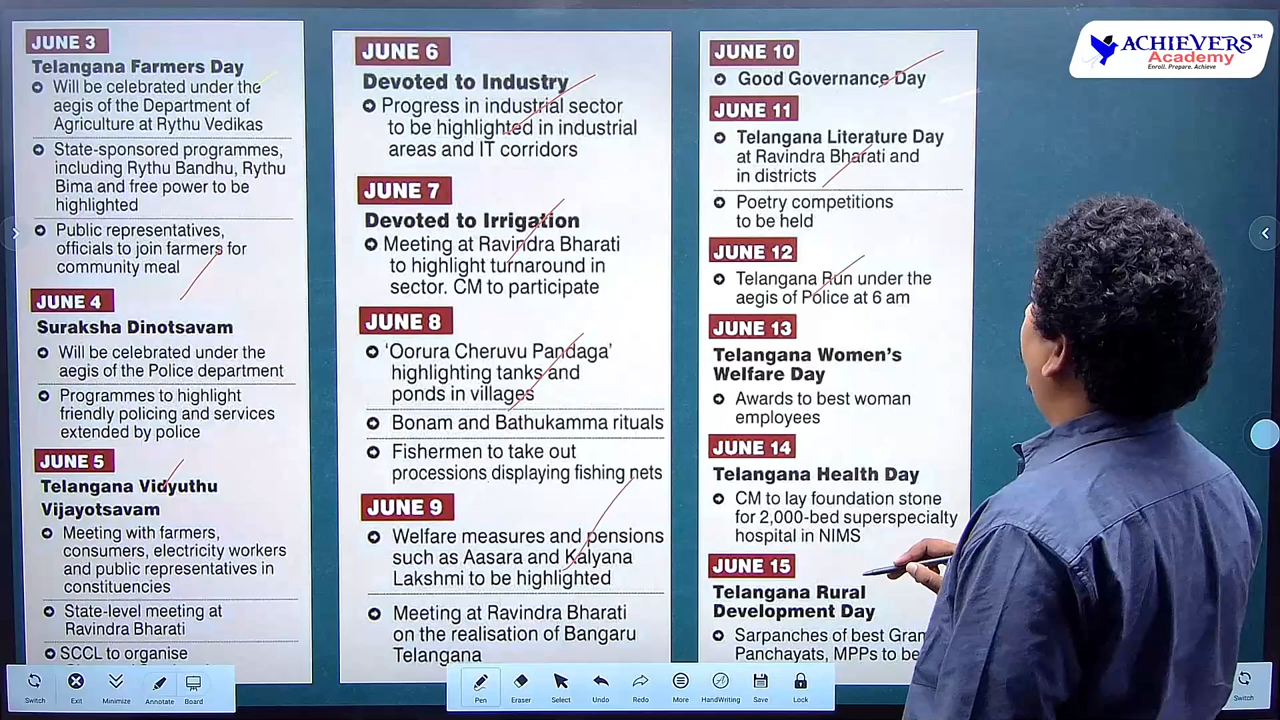 JUNE 3
Telangana Farmers Day
Will be celebrated under the
aegis of the Department of
Agriculture at Rythu Vedikas
State-sponsored programmes,
including Rythu Bandhu, Rythu
Bima and free power to be
highlighted
Public representatives,
officials to join farmers for
community meal
JUNE 4
Suraksha Dinotsavam
Will be celebrated under the
aegis of the Police department
Programmes to highlight
friendly policing and services
extended by police
JUNE 5
Telangana Vidyuthu
Vijayotsavam
Meeting with farmers,
consumers, electricity workers
and public representatives in
constituencies
State-level meeting at
Ravindra Bharati
SCCL to organise
JUNE 6
Devoted to Industry
Progress in industrial sector
to be highlighted in industrial
areas and IT corridors
JUNE 7
Devoted to Irrigation
Meeting at Ravindra Bharati
to highlight turnaround in
sector. CM to participate
JUNE 8
‘Oorura Cheruvu Pandaga’
highlighting tanks and
ponds in villages
Bonam and Bathukamma rituals
Fishermen to take out
processions displaying fishing nets
JUNE 9
Welfare measures and pensions
such as Aasara and Kalyana
Lakshmi to be highlighted
Meeting at Ravindra Bharati
on the realisation of Bangaru
Telangana
JUNE 10
Good Governance Day
JUNE 11
Telangana Literature Day
at Ravindra Bharati and
in districts
Poetry competitions
to be held
JUNE 12
Telangana Run under the
aegis of Police at 6 am
JUNE 13
Telangana Women’s
Welfare Day
Awards to best woman
employees
JUNE 14
Telangana Health Day
CM to lay foundation stone
for 2,000-bed superspecialty
hospital in NIMS
JUNE 15
Telangana Rural
Development Day
Sarpanches of best
Panchayats, MPPs to be
ACHIEVERS™
Academy
Enroll. Prepare. Achieve
Switch
Exit
Minimize
Annotate
Board
Pen
Eraser
Select
Undo
Redo
More
HandWriting
Save
Lock
Switch